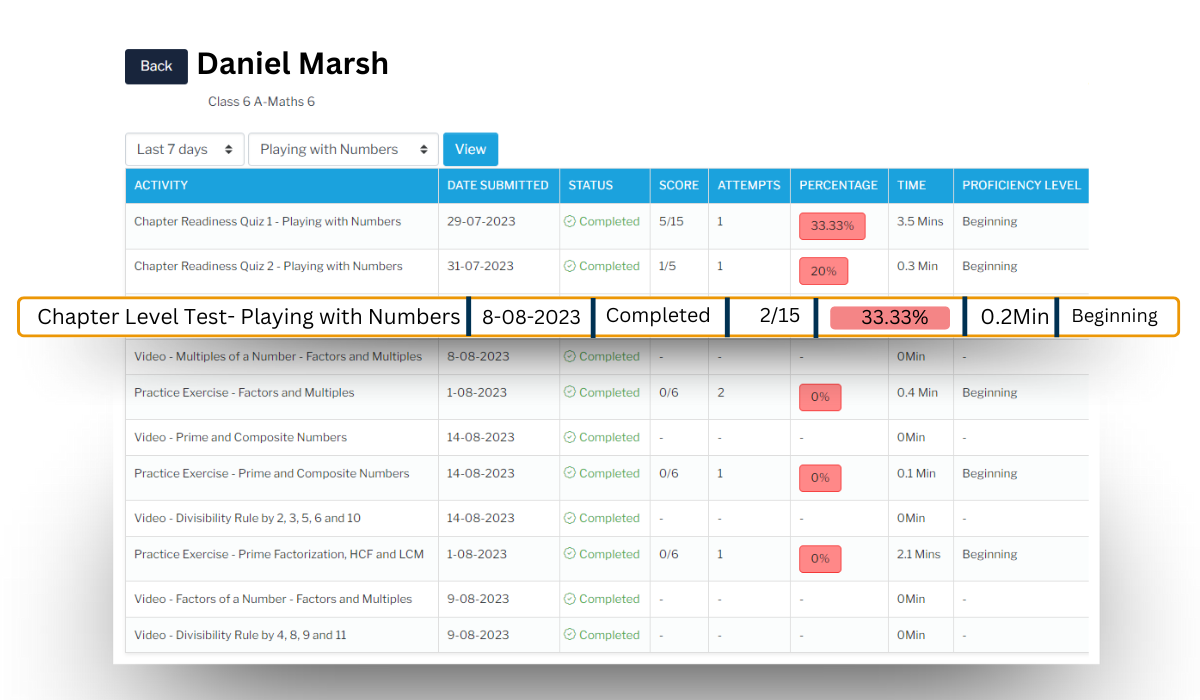 Back Daniel Marsh
Class 6 A-Maths 6
Last 7 days Playing with Numbers View
ACTIVITY DATE SUBMITTED STATUS SCORE ATTEMPTS PERCENTAGE TIME PROFICIENCY LEVEL
Chapter Readiness Quiz 1 - Playing with Numbers 29-07-2023 Completed 5/15 1 33.33% 3.5 Mins Beginning
Chapter Readiness Quiz 2 - Playing with Numbers 31-07-2023 Completed 1/5 1 20% 0.3 Min Beginning
Chapter Level Test- Playing with Numbers 8-08-2023 Completed 2/15 33.33% 0.2Min Beginning
Video - Multiples of a Number - Factors and Multiples 8-08-2023 Completed - - - 0Min -
Practice Exercise - Factors and Multiples 1-08-2023 Completed 0/6 2 0% 0.4 Min Beginning
Video - Prime and Composite Numbers 14-08-2023 Completed - - - 0Min -
Practice Exercise - Prime and Composite Numbers 14-08-2023 Completed 0/6 1 0% 0.1 Min Beginning
Video - Divisibility Rule by 2, 3, 5, 6 and 10 14-08-2023 Completed - - - 0Min -
Practice Exercise - Prime Factorization, HCF and LCM 1-08-2023 Completed 0/6 1 0% 2.1 Mins Beginning
Video - Factors of a Number - Factors and Multiples 9-08-2023 Completed - - - 0Min -
Video - Divisibility Rule by 4, 8, 9 and 11 9-08-2023 Completed - - - 0Min -